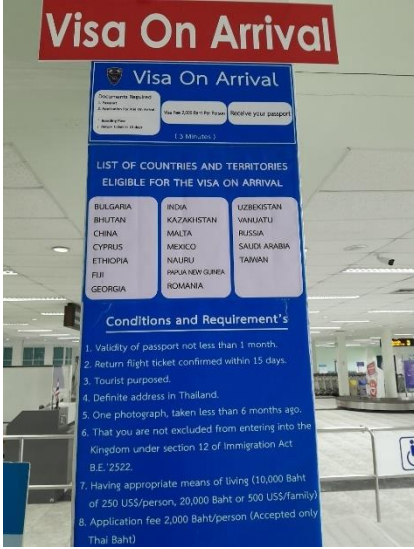 Visa On Arrival
Visa On Arrival
Documents Required
1. Passport
2. Application for Visa On Arrival
Visa Fee 2,000 Baht Per Person
Receive your passport
( 5 Minutes )
LIST OF COUNTRIES AND TERRITORIES
ELIGIBLE FOR THE VISA ON ARRIVAL
BULGARIA
BHUTAN
CHINA
CYPRUS
ETHIOPIA
FIJI
GEORGIA
INDIA
KAZAKHSTAN
MALTA
MEXICO
NAURU
PAPUA NEW GUINEA
ROMANIA
UZBEKISTAN
VANUATU
RUSSIA
SAUDI ARABIA
TAIWAN
Conditions and Requirement's
1. Validity of passport not less than 1 month.
2. Return flight ticket confirmed within 15 days.
3. Tourist purposed.
4. Definite address in Thailand.
5. One photograph, taken less than 6 months ago.
6. That you are not excluded from entering into the
Kingdom under section 12 of Immigration Act
B.E.'2522.
7. Having appropriate means of living (10,000 Baht
of 250 US$/person, 20,000 Baht or 500 US$/family)
8. Application fee 2,000 Baht/person (Accepted only
Thai Baht)